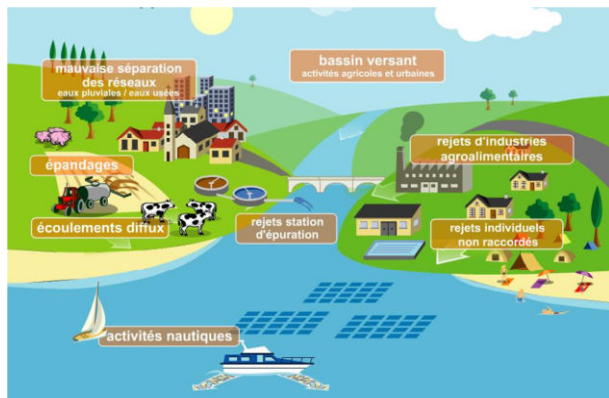 mauvaise séparation
des réseaux
eaux pluviales / eaux usées
bassin versant
activités agricoles et urbaines
rejets d'industries
agroalimentaires
épandages
écoulements diffux
rejets station
d'épuration
rejets individuels
non raccordés
activités nautiques